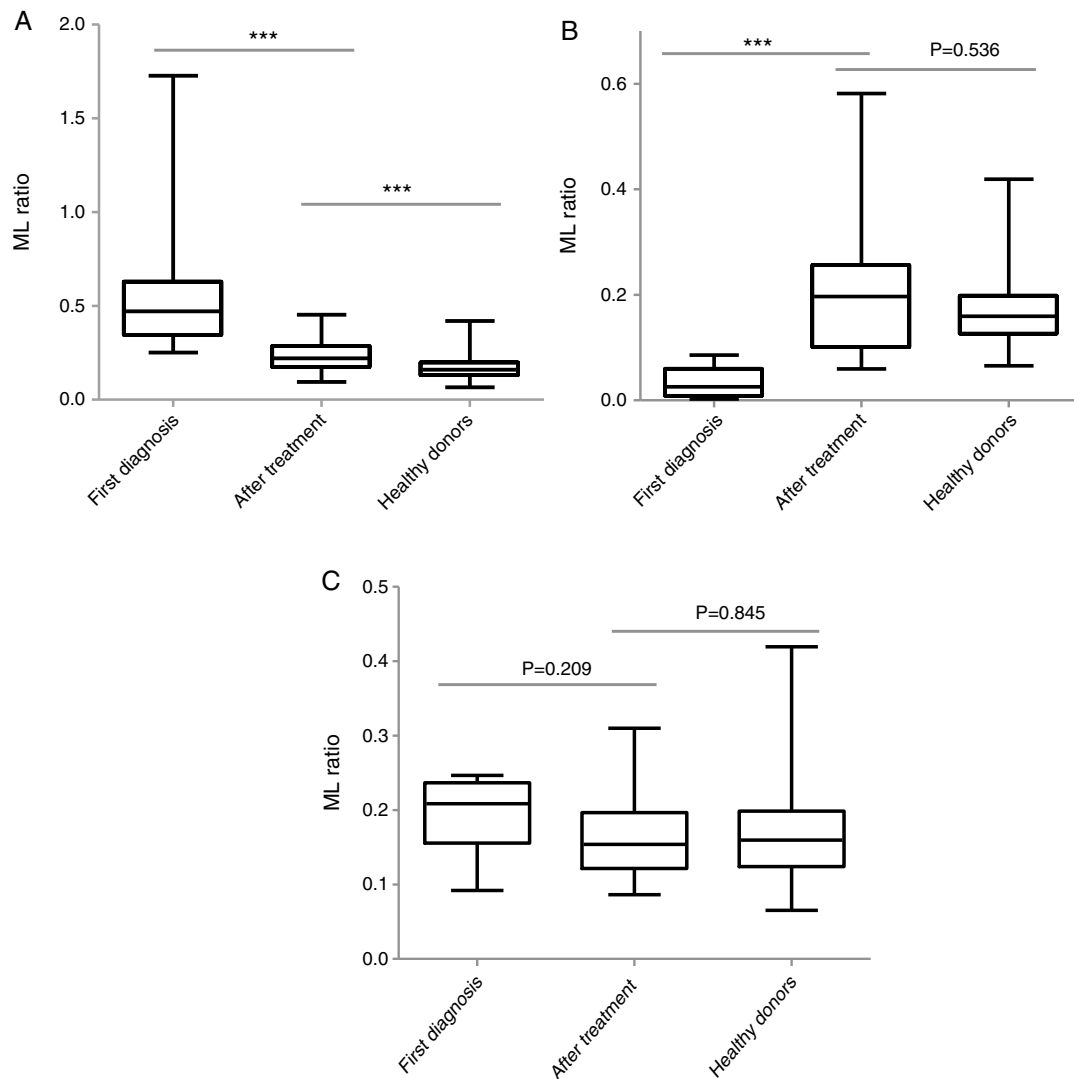 A
2.0
1.5
1.0
0.5
0.0
ML ratio
***
***
First diagnosis
After treatment
Healthy donors
B
0.6
0.4
0.2
0.0
ML ratio
***
P=0.536
First diagnosis
After treatment
Healthy donors
C
0.5
0.4
0.3
0.2
0.1
0.0
ML ratio
P=0.209
P=0.845
First diagnosis
After treatment
Healthy donors